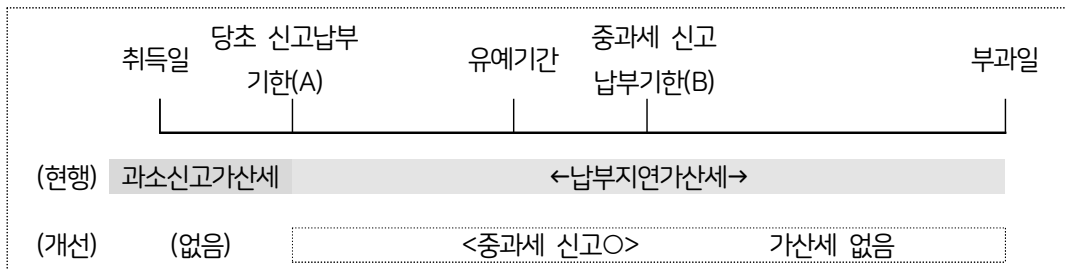 취득일 당초 신고납부 기한(A) 유예기간 중과세 신고 납부기한(B) 부과일
(현행) 과소신고가산세 ←납부지연가산세→
(개선) (없음) <중과세 신고○> 가산세 없음